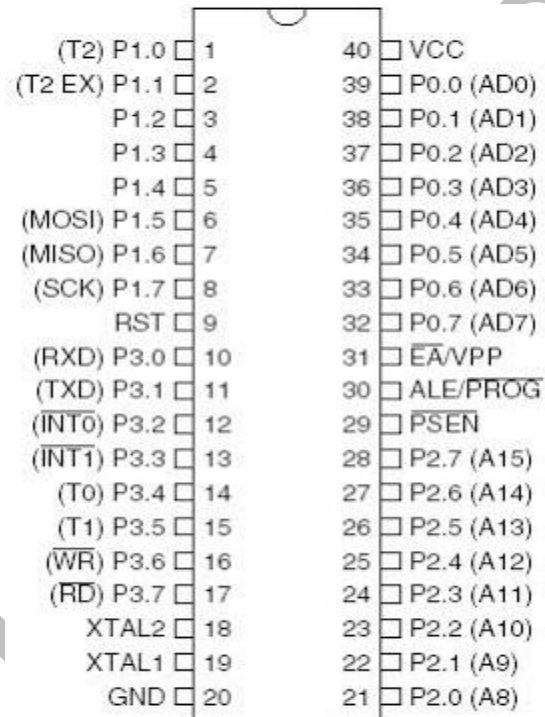 (T2) P1.0 1 40 VCC
(T2 EX) P1.1 2 39 P0.0 (AD0)
P1.2 3 38 P0.1 (AD1)
P1.3 4 37 P0.2 (AD2)
P1.4 5 36 P0.3 (AD3)
(MOSI) P1.5 6 35 P0.4 (AD4)
(MISO) P1.6 7 34 P0.5 (AD5)
(SCK) P1.7 8 33 P0.6 (AD6)
RST 9 32 P0.7 (AD7)
(RXD) P3.0 10 31 E̅A̅/VPP
(TXD) P3.1 11 30 ALE/P̅R̅O̅G̅
(I̅N̅T̅0̅) P3.2 12 29 P̅S̅E̅N̅
(I̅N̅T̅1̅) P3.3 13 28 P2.7 (A15)
(T0) P3.4 14 27 P2.6 (A14)
(T1) P3.5 15 26 P2.5 (A13)
(W̅R̅) P3.6 16 25 P2.4 (A12)
(R̅D̅) P3.7 17 24 P2.3 (A11)
XTAL2 18 23 P2.2 (A10)
XTAL1 19 22 P2.1 (A9)
GND 20 21 P2.0 (A8)